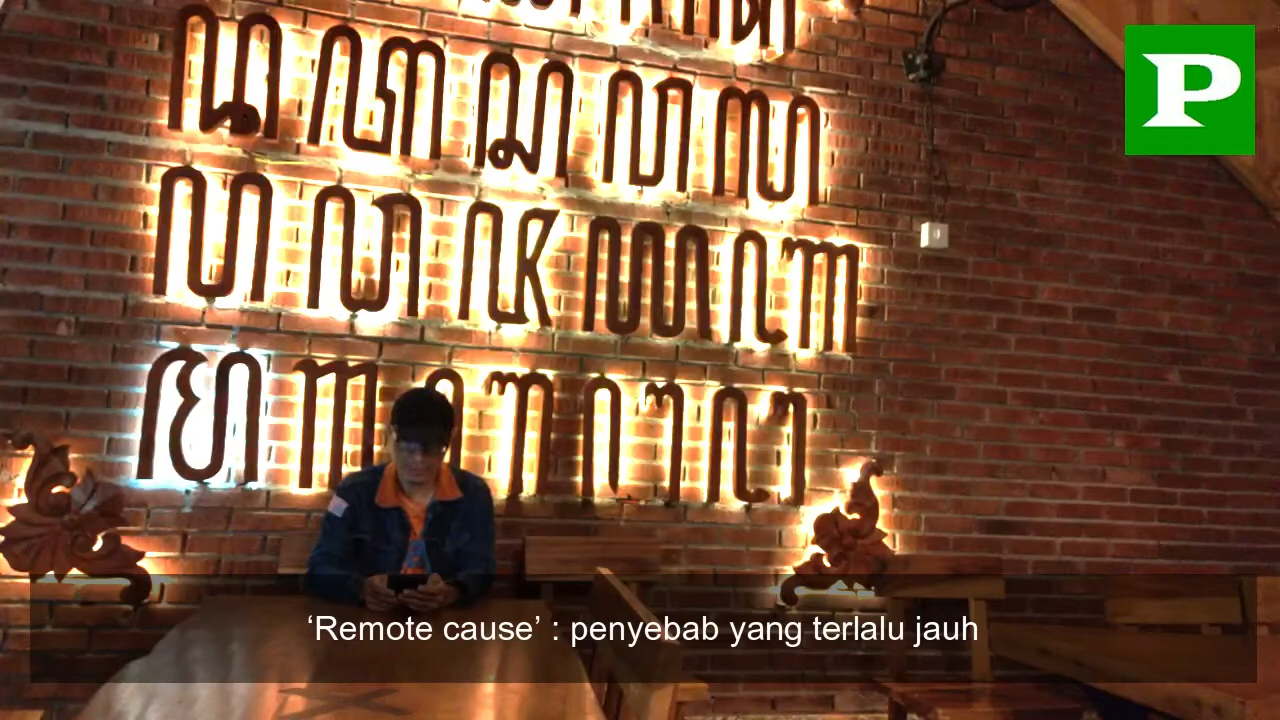 ꦢꦠꦱꦮꦭ
ꦥꦝꦗꦪꦚ
ꦩꦒꦧꦛꦔ
P
‘Remote cause’ : penyebab yang terlalu jauh